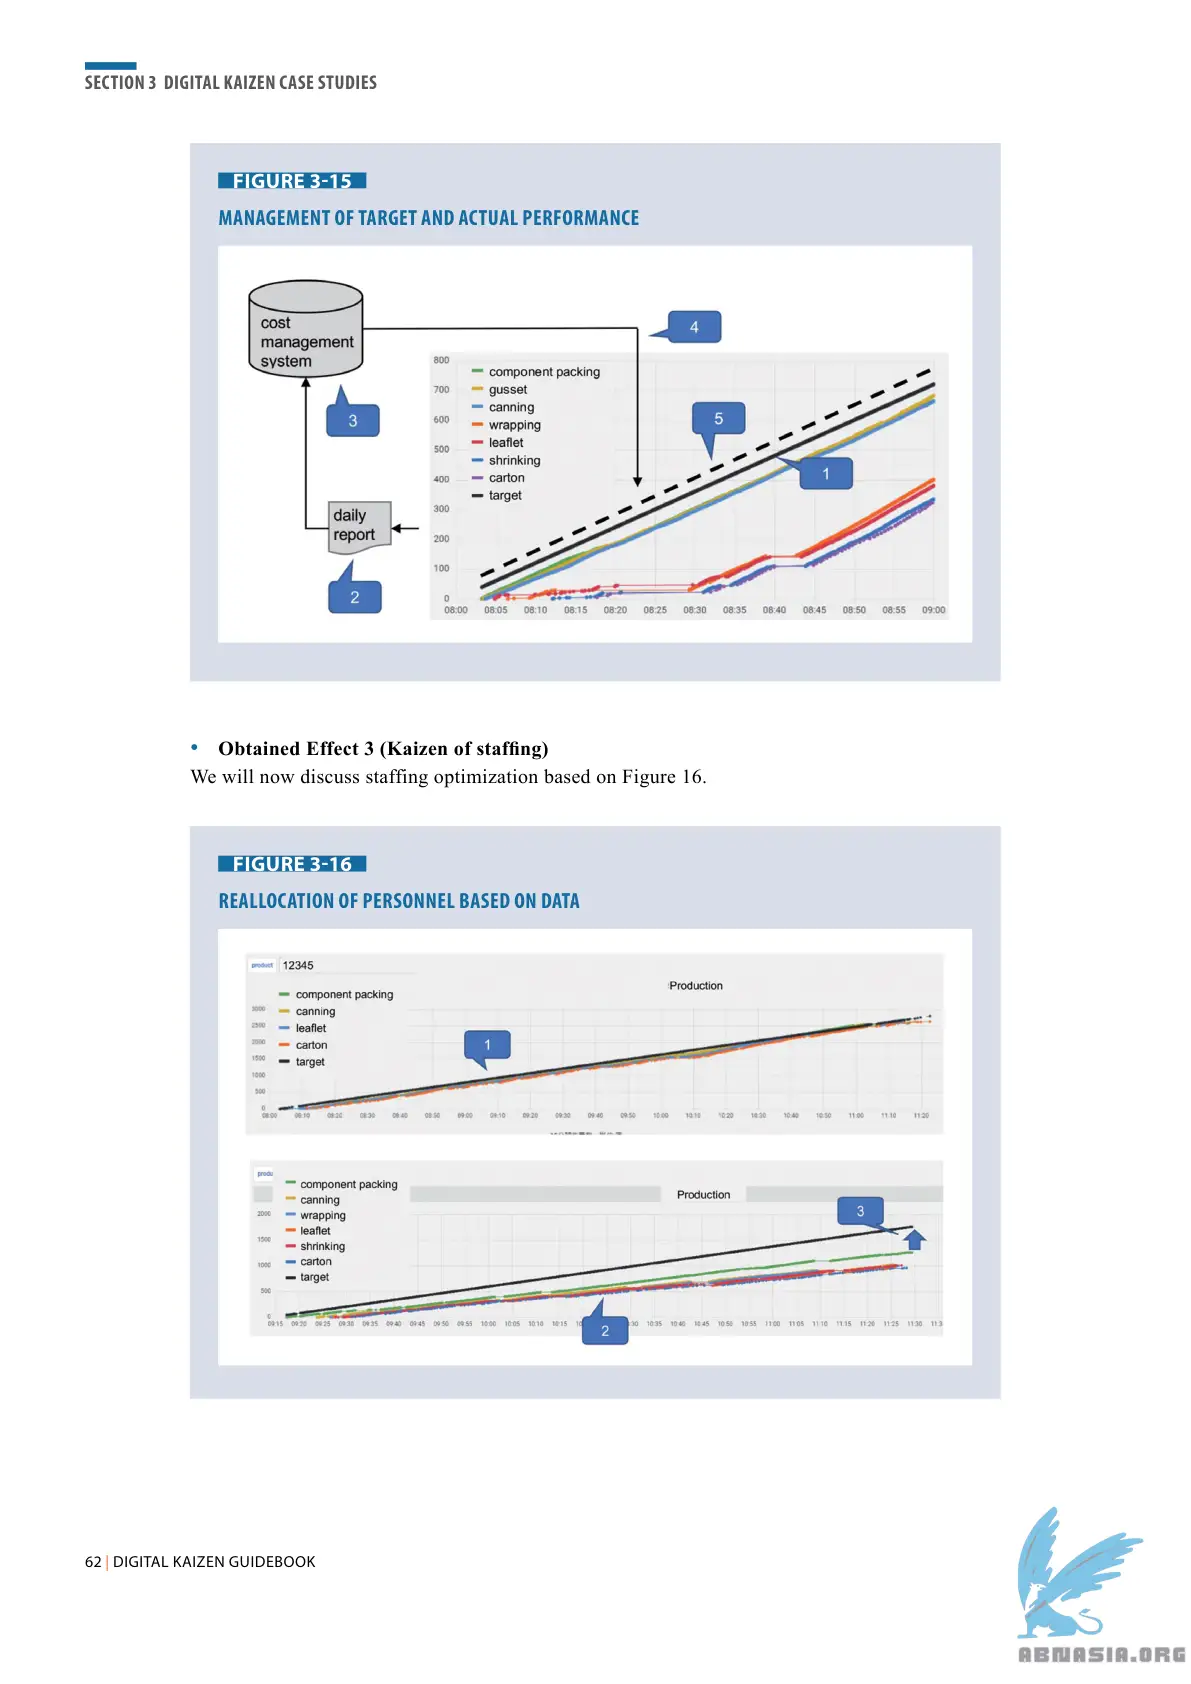 SECTION 3 DIGITAL KAIZEN CASE STUDIES
FIGURE 3-15
MANAGEMENT OF TARGET AND ACTUAL PERFORMANCE
cost
management
system
4
3
5
1
daily
report
2
800
700
600
500
400
300
200
100
0
component packing
gusset
canning
wrapping
leaflet
shrinking
carton
target
08:00 08:05 08:10 08:15 08:20 08:25 08:30 08:35 08:40 08:45 08:50 08:55 09:00
• Obtained Effect 3 (Kaizen of staffing)
We will now discuss staffing optimization based on Figure 16.
FIGURE 3-16
REALLOCATION OF PERSONNEL BASED ON DATA
product 12345
Production
component packing
canning
leaflet
carton
target
1
3000
2500
2000
1500
1000
500
0
08:00 08:10 08:20 08:30 08:40 08:50 09:00 09:10 09:20 09:30 09:40 09:50 10:00 10:10 10:20 10:30 10:40 10:50 11:00 11:10 11:20
produ
Production
component packing
canning
wrapping
leaflet
shrinking
carton
target
3
2
2000
1500
1000
500
0
09:15 09:20 09:25 09:30 09:35 09:40 09:45 09:50 09:55 10:00 10:05 10:10 10:15 10 30 10:35 10:40 10:45 10:50 10:55 11:00 11:05 11:10 11:15 11:20 11:25 11:30 11:3
62 | DIGITAL KAIZEN GUIDEBOOK
ABNASIA.ORG